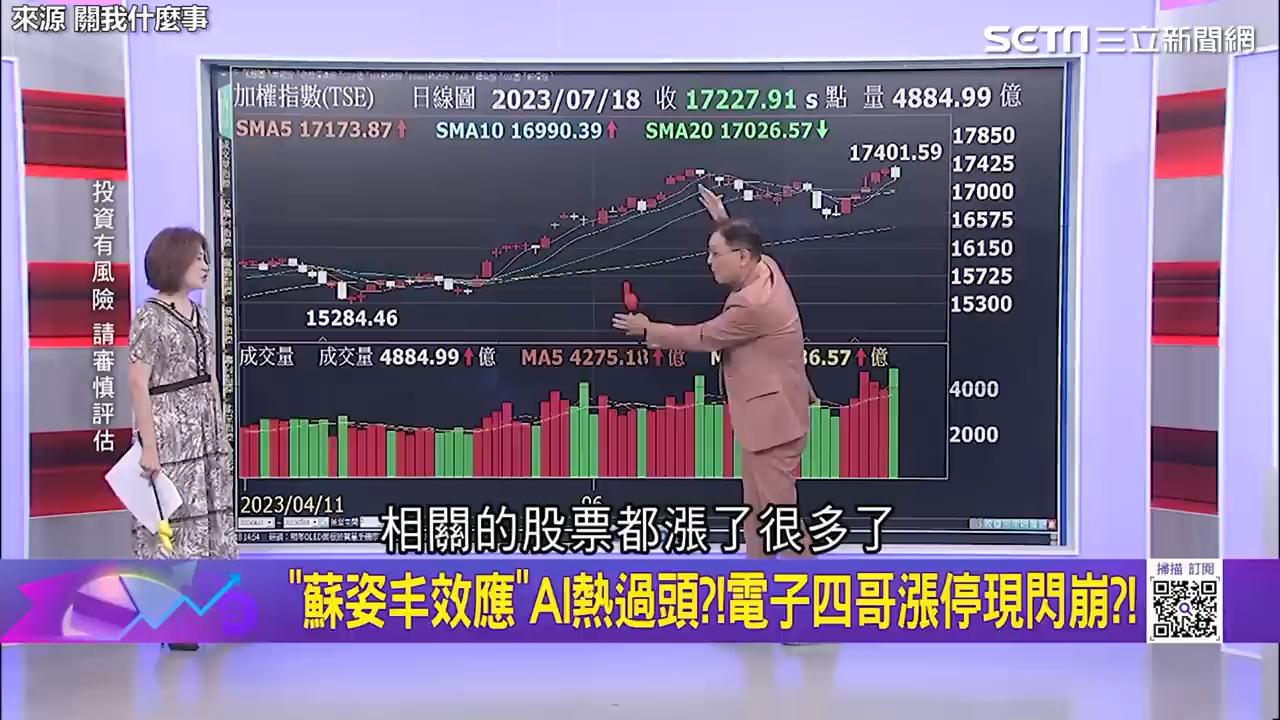 來源 關我什麼事
SETN三立新聞網
加權指數(TSE) 日線圖 2023/07/18 收 17227.91 s 點 量 4884.99 億
SMA5 17173.87↑ SMA10 16990.39↑ SMA20 17026.57↓
17850
17401.59
17425
17000
16575
16150
15725
15300
15284.46
投資有風險 請審慎評估
成交量 成交量 4884.99↑億 MA5 4275.18↑億 36.57↑億
4000
2000
2023/04/11
06
相關的股票都漲了很多了
掃描 訂閱
"蘇姿丰效應"AI熱過頭?!電子四哥漲停現閃崩?!